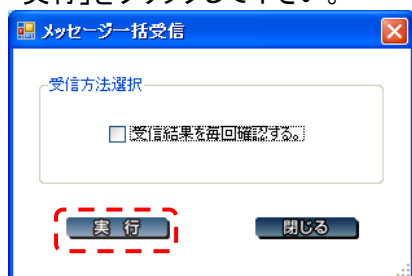 実行」をクリックして下さい。
メッセージ一括受信
受信方法選択
受信結果を毎回確認する。
実行
閉じる